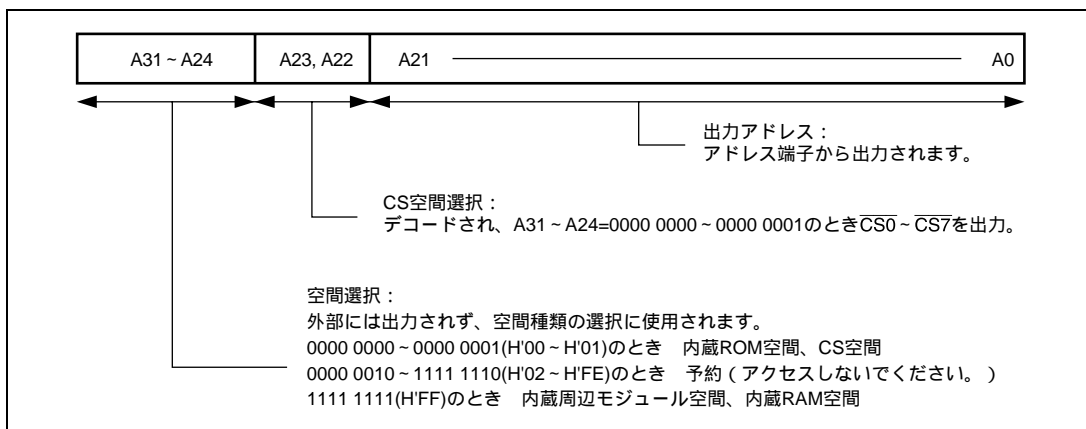 A31 ~ A24 A23, A22 A21 A0
出力アドレス：
アドレス端子から出力されます。
CS空間選択：
デコードされ、A31 ~ A24=0000 0000 ~ 0000 0001のときCS0 ~ CS7を出力。
空間選択：
外部には出力されず、空間種類の選択に使用されます。
0000 0000 ~ 0000 0001(H'00 ~ H'01)のとき　内蔵ROM空間、CS空間
0000 0010 ~ 1111 1110(H'02 ~ H'FE)のとき　予約（アクセスしないでください。）
1111 1111(H'FF)のとき　内蔵周辺モジュール空間、内蔵RAM空間